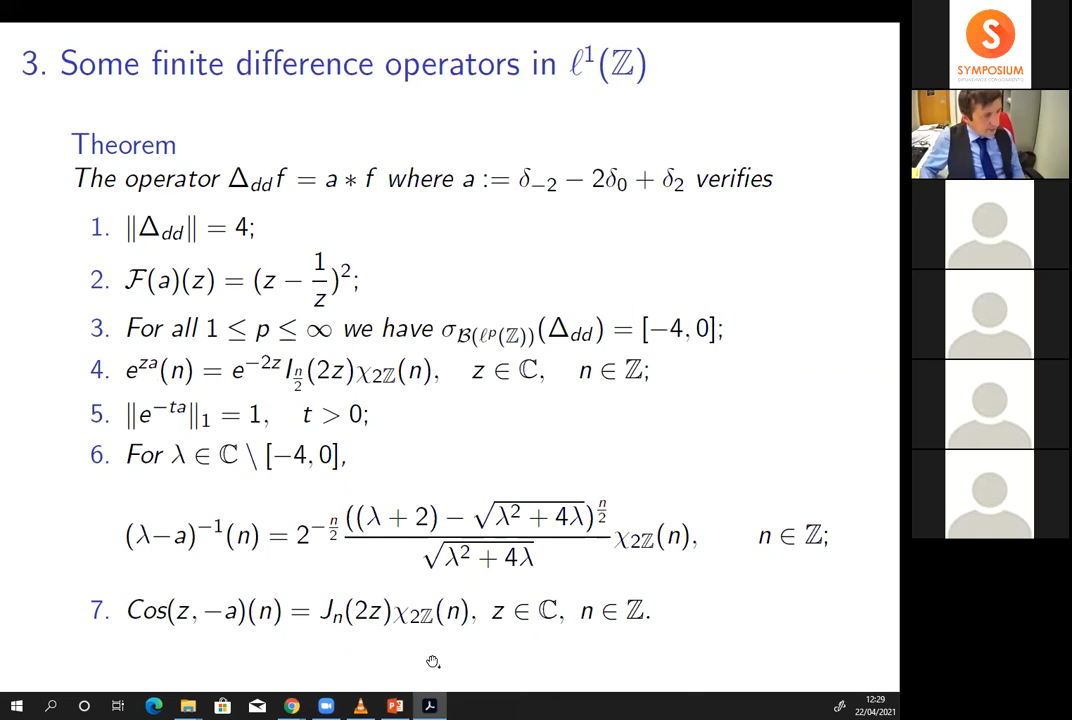 3. Some finite difference operators in ℓ¹(ℤ)
Theorem
The operator Δ_dd f = a ∗ f where a := δ₋₂ − 2δ₀ + δ₂ verifies
1. ‖Δ_dd‖ = 4;
2. ℱ(a)(z) = (z − 1/z)²;
3. For all 1 ≤ p ≤ ∞ we have σ_{ℬ(ℓ^p(ℤ))}(Δ_dd) = [−4, 0];
4. e^{za}(n) = e^{−2z} I_{n/2}(2z)χ_{2ℤ}(n), z ∈ ℂ, n ∈ ℤ;
5. ‖e^{−ta}‖₁ = 1, t > 0;
6. For λ ∈ ℂ \ [−4, 0],
(λ−a)^{−1}(n) = 2^{−n/2} ((λ + 2) − √(λ² + 4λ))^{n/2} / √(λ² + 4λ) χ_{2ℤ}(n), n ∈ ℤ;
7. Cos(z, −a)(n) = J_n(2z)χ_{2ℤ}(n), z ∈ ℂ, n ∈ ℤ.
S
SYMPOSIUM
12:29
22/04/2021